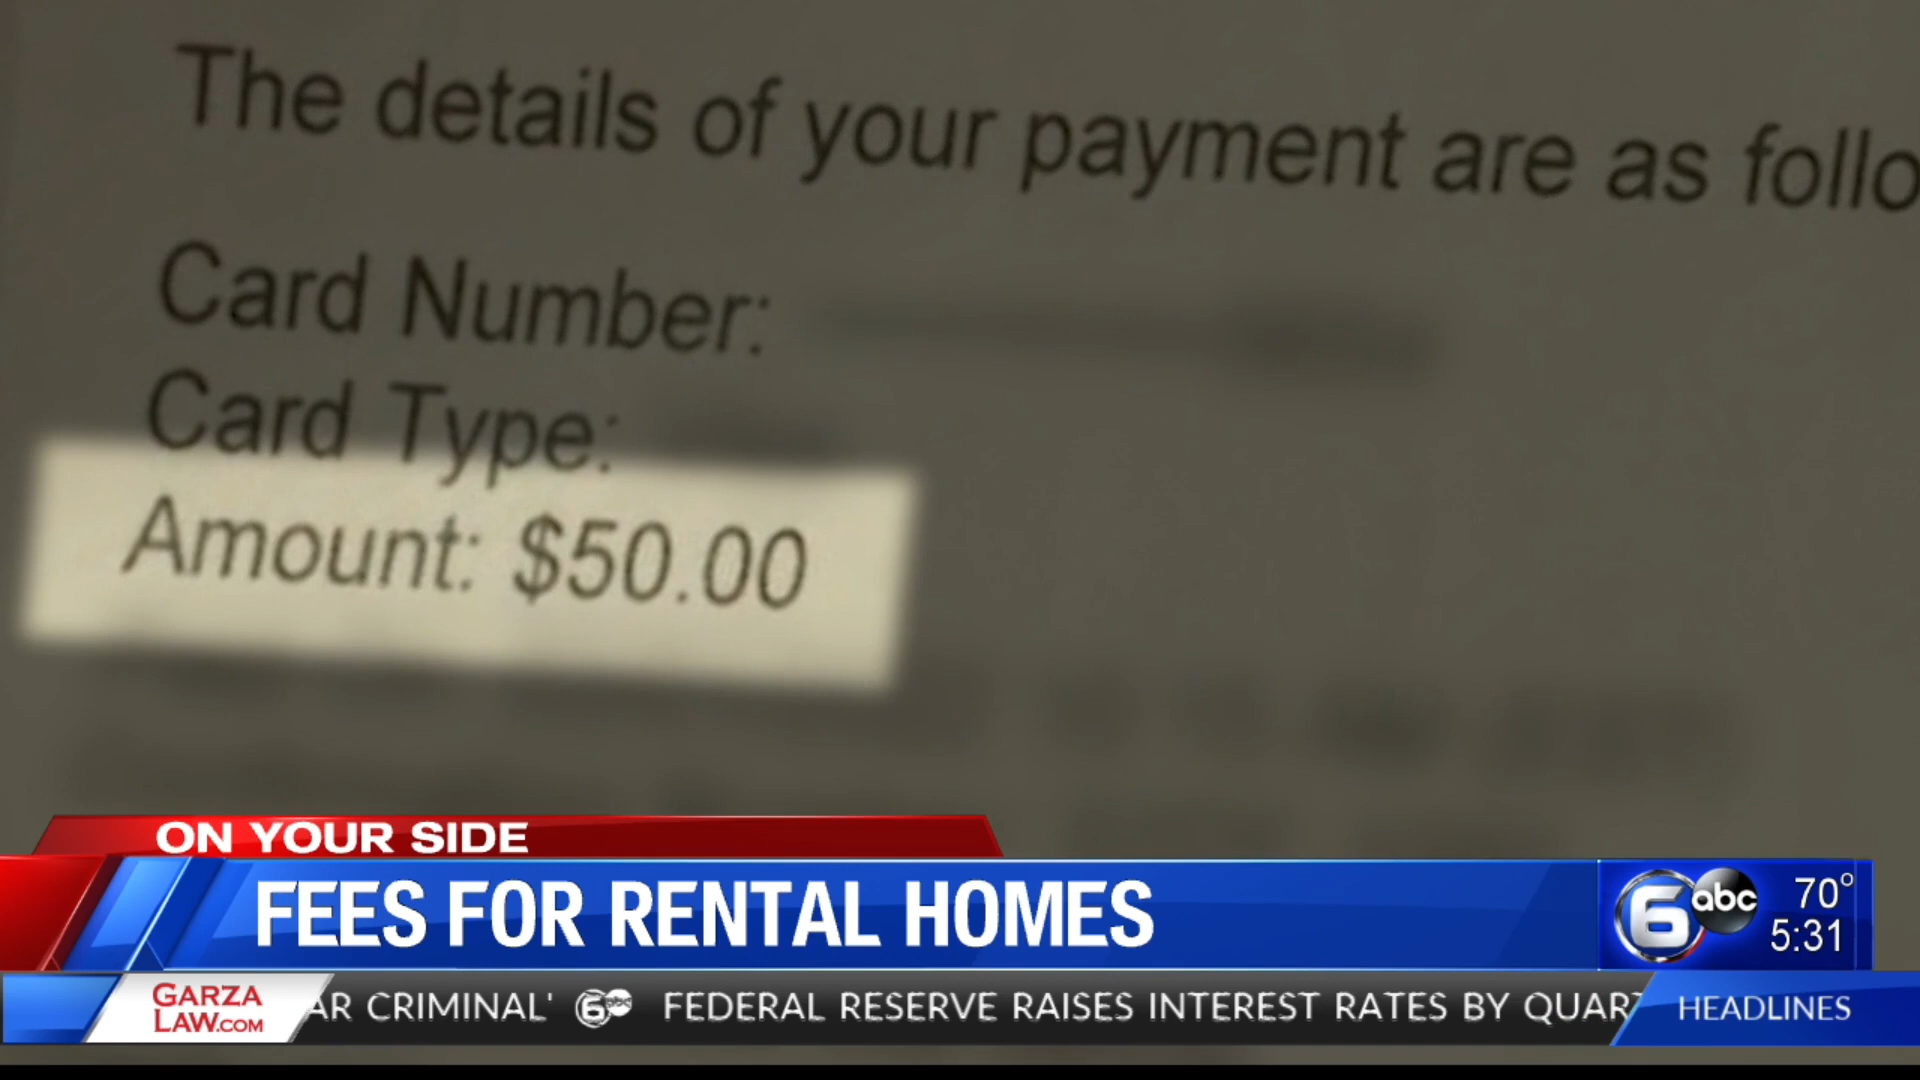 The details of your payment are as follo
Card Number:
Card Type:
Amount: $50.00
ON YOUR SIDE
FEES FOR RENTAL HOMES
6 abc
70°
5:31
GARZA
LAW.COM
AR CRIMINAL' 6abc FEDERAL RESERVE RAISES INTEREST RATES BY QUAR
HEADLINES